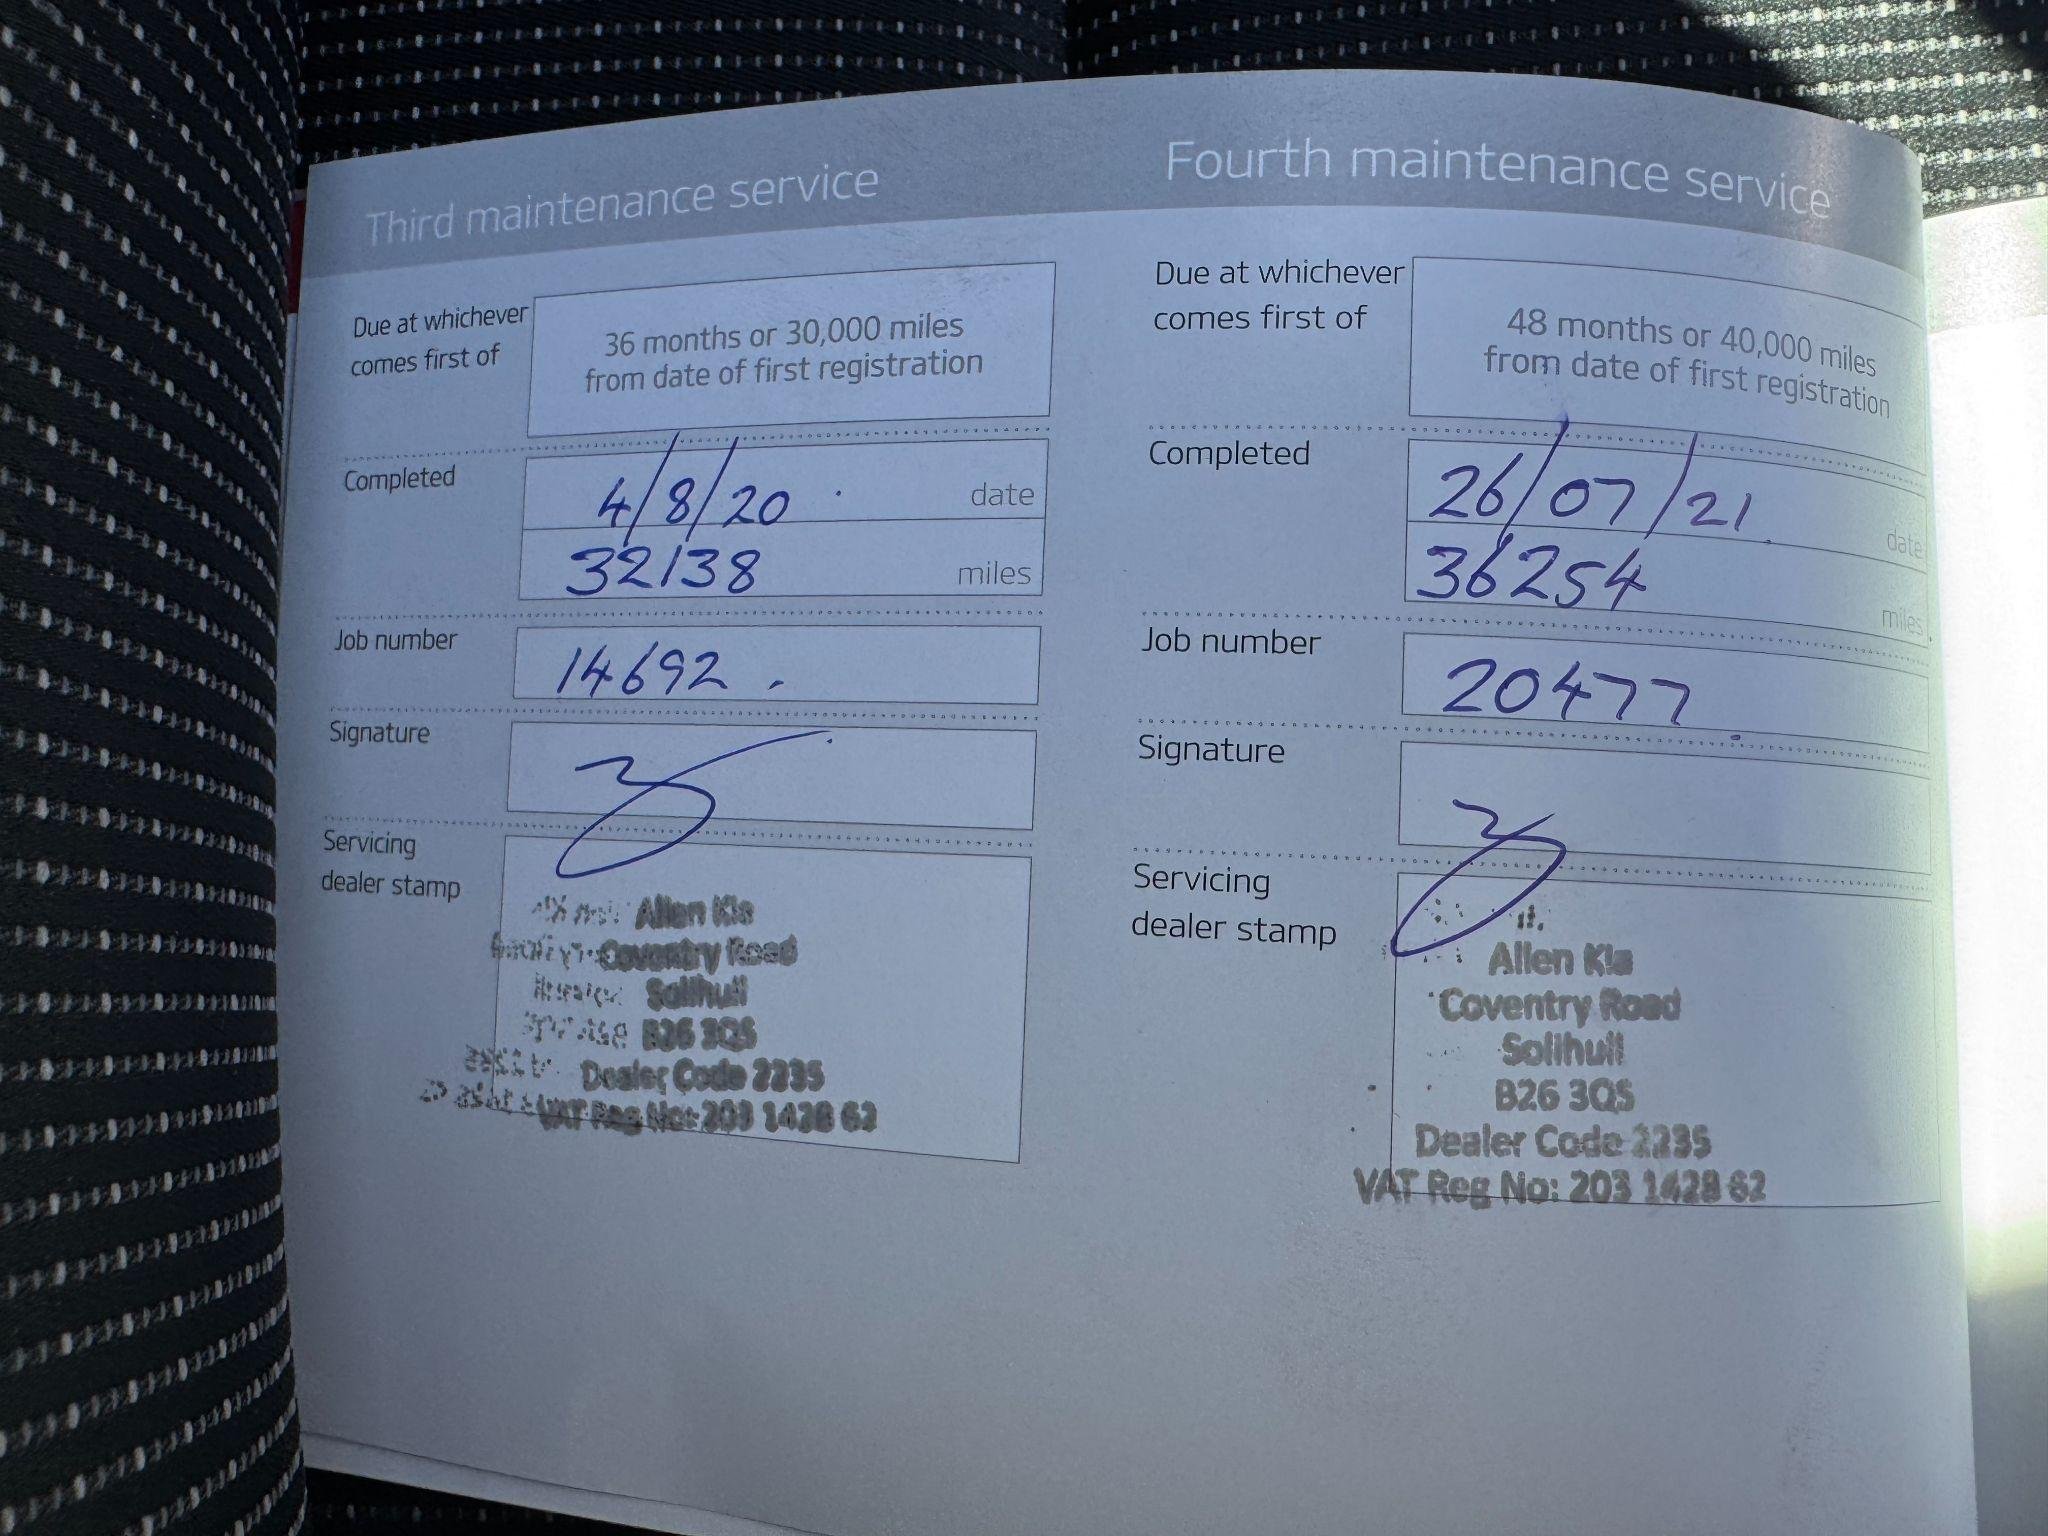 Third maintenance service
Due at whichever
comes first of
36 months or 30,000 miles
from date of first registration
Completed
4/8/20
date
32138
miles
Job number
14692
Signature
Servicing
dealer stamp
Allen Kia
Coventry Road
Solihull
B26 3QS
Dealer Code 2235
VAT Reg No: 203 1428 62
Fourth maintenance service
Due at whichever
comes first of
48 months or 40,000 miles
from date of first registration
Completed
26/07/21
date
36254
miles
Job number
20477
Signature
Servicing
dealer stamp
Allen Kia
Coventry Road
Solihull
B26 3QS
Dealer Code 2235
VAT Reg No: 203 1428 62